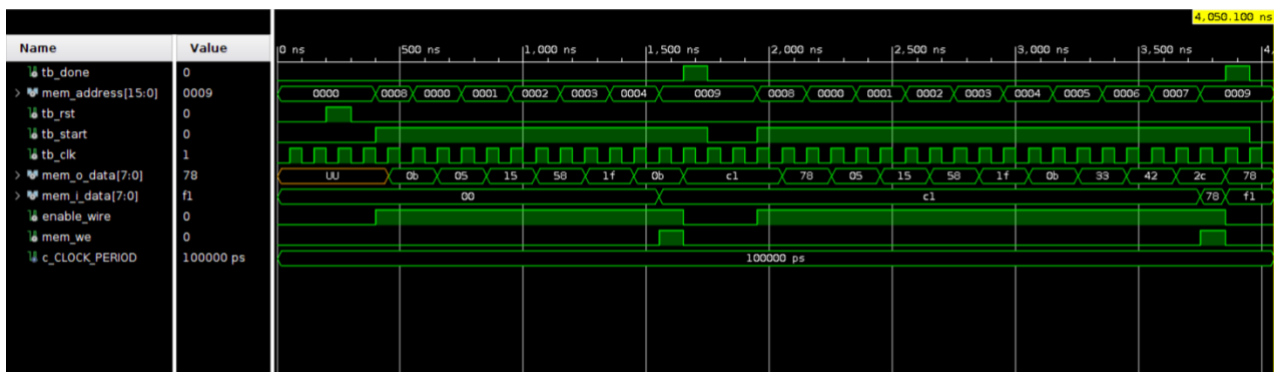 4,050.100 ns
Name Value 0 ns 500 ns 1,000 ns 1,500 ns 2,000 ns 2,500 ns 3,000 ns 3,500 ns 4,
tb_done 0
mem_address[15:0] 0009 0000 0008 0000 0001 0002 0003 0004 0009 0008 0000 0001 0002 0003 0004 0005 0006 0007 0009
tb_rst 0
tb_start 0
tb_clk 1
mem_o_data[7:0] 78 UU 0b 05 15 58 1f 0b c1 78 05 15 58 1f 0b 33 42 2c 78
mem_i_data[7:0] f1 00 c1 78 f1
enable_wire 0
mem_we 0
c_CLOCK_PERIOD 100000 ps 100000 ps